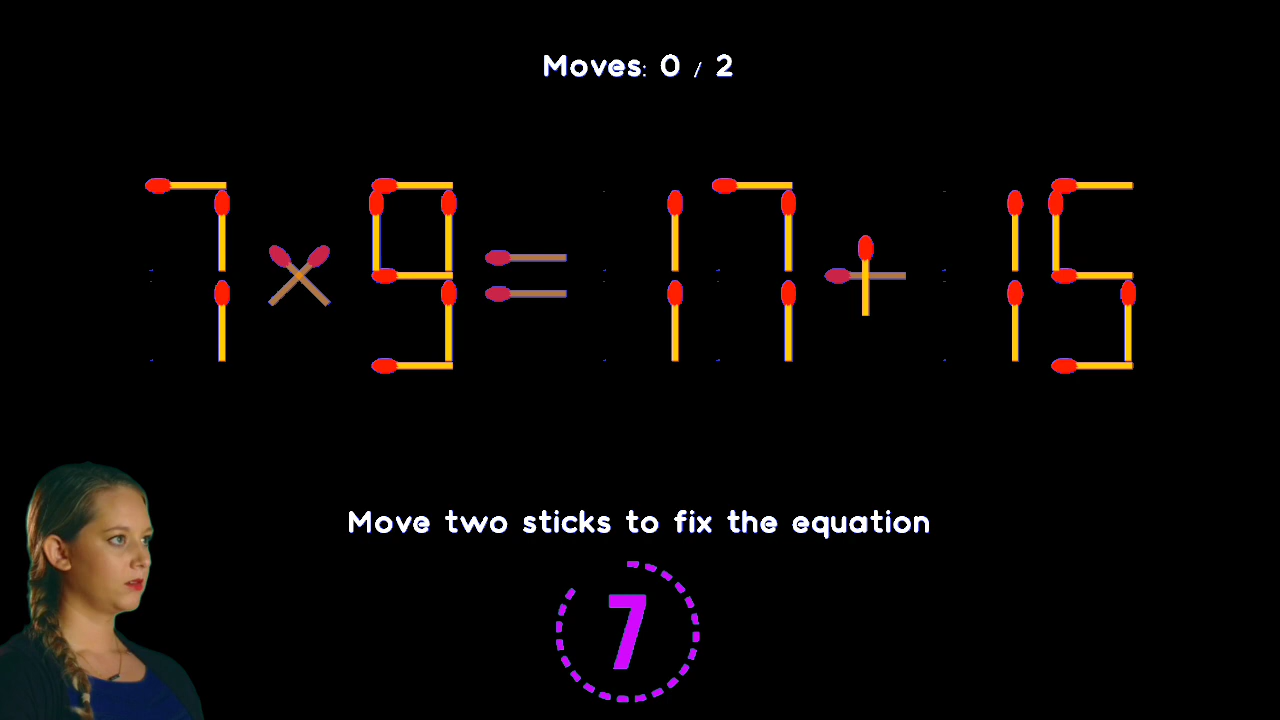 Moves: 0 / 2
7 × 9 = 17 + 15
Move two sticks to fix the equation
7